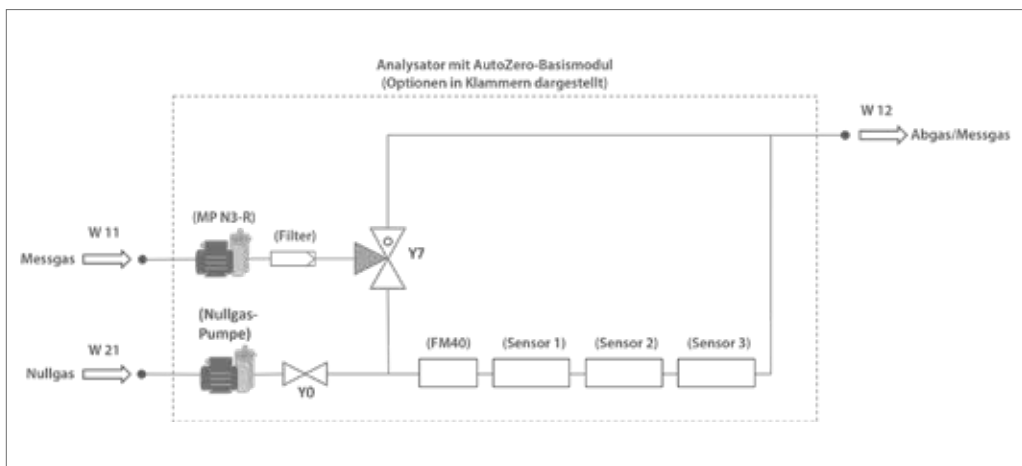 Analysator mit AutoZero-Basismodul
(Optionen in Klammern dargestellt)
W 12
Abgas/Messgas
(MP N3-R)
W 11
(Filter)
Messgas
Y7
(Nullgas-
Pumpe)
W 21
(FM40)
(Sensor 1)
(Sensor 2)
(Sensor 3)
Nullgas
Y0